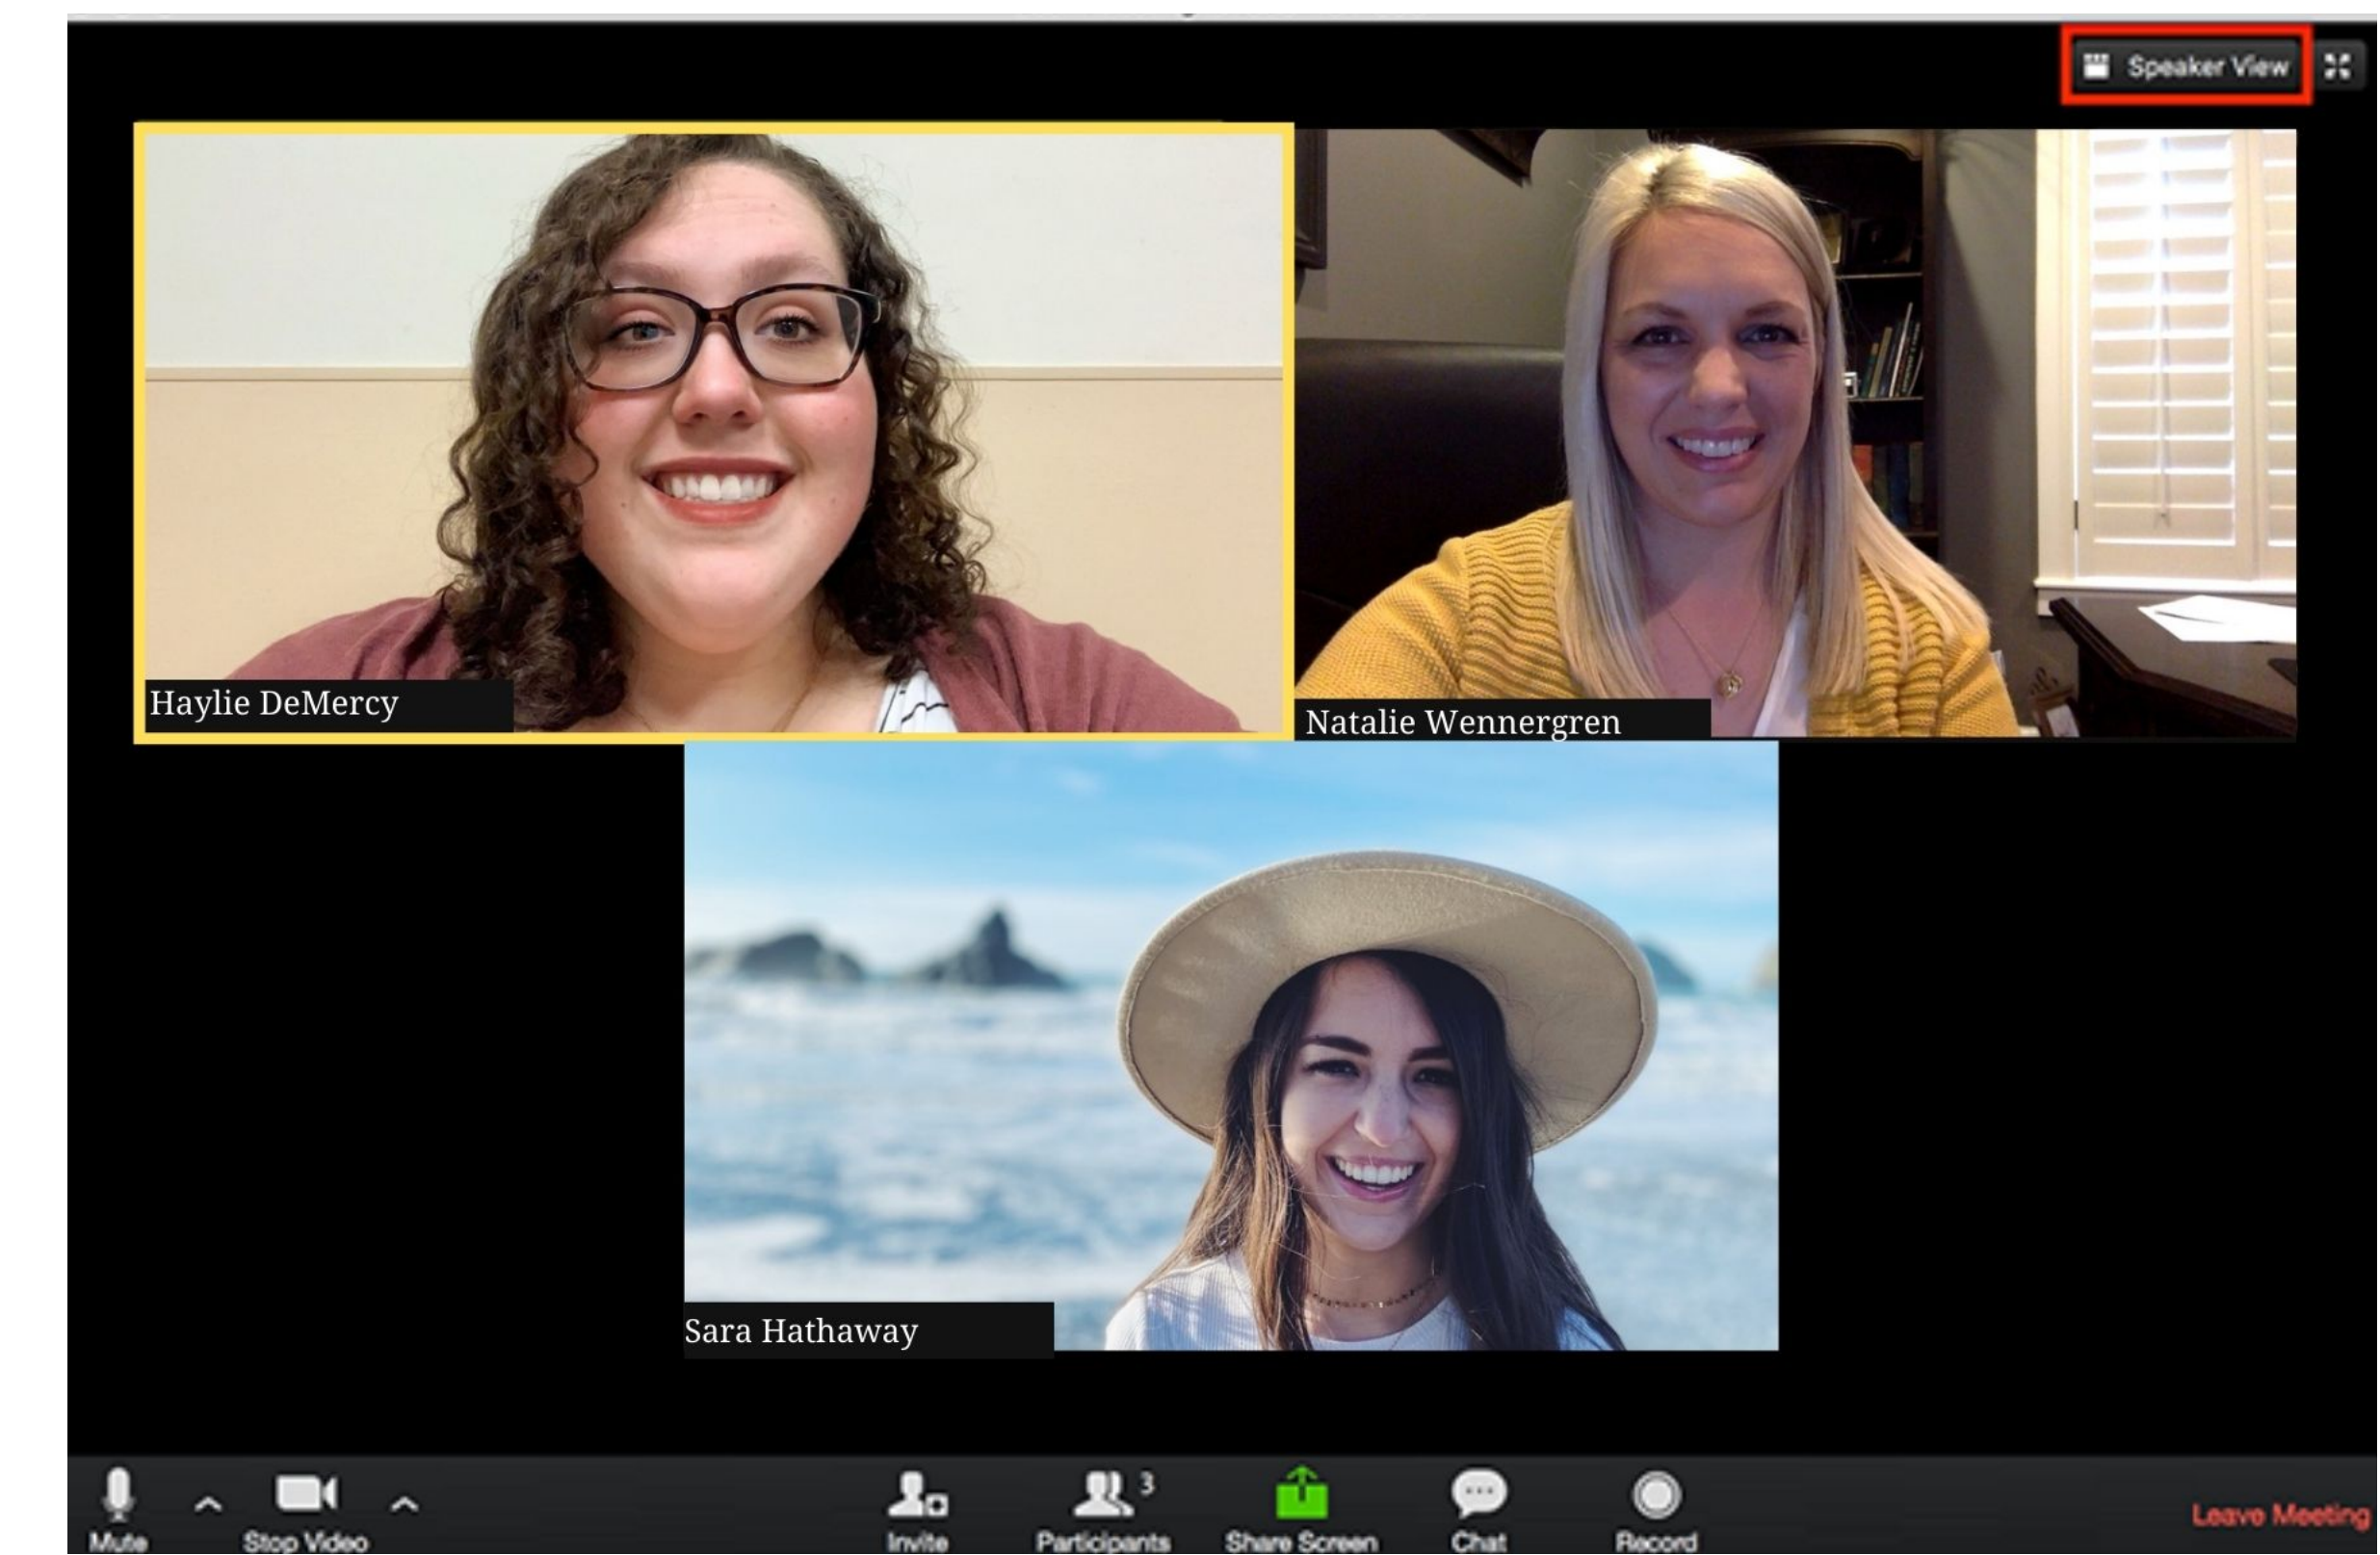 Speaker View
Haylie DeMercy
Natalie Wennergren
Sara Hathaway
3
Mute
Stop Video
Invite
Participants
Share Screen
Chat
Record
Leave Meeting